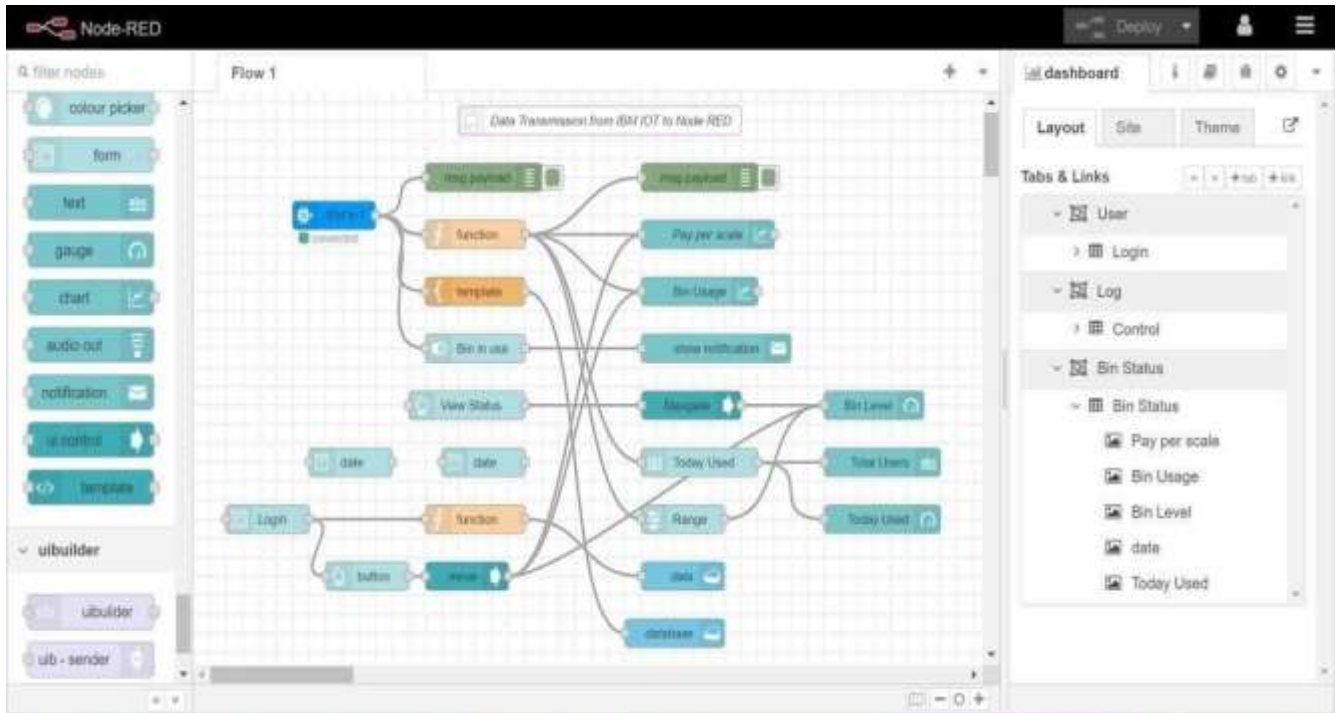 Node-RED
Deploy
filter nodes
colour picker
form
text
gauge
chart
audio out
notification
ui control
template
uibuilder
uibuilder
uib - sender
Flow 1
Data Transmission from IBM IOT to Node RED
msg.payload
msg.payload
connected
function
Pay per scale
template
Bin Usage
Bin in use
show notification
View Status
Navigate
Bin Level
date
date
Today Used
Total Users
Login
function
Range
Today Used
button
move
data
database
dashboard
Layout
Site
Theme
Tabs & Links
+tab
+link
User
Login
Log
Control
Bin Status
Bin Status
Pay per scale
Bin Usage
Bin Level
date
Today Used